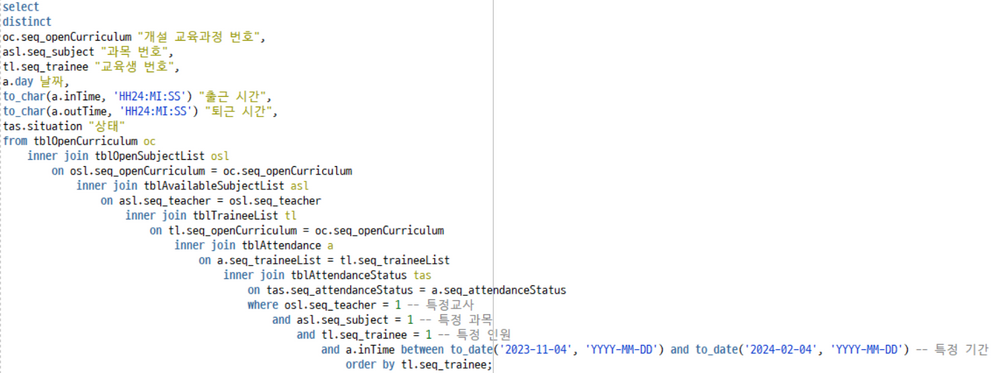 select
distinct
oc.seq_openCurriculum "개설 교육과정 번호",
asl.seq_subject "과목 번호",
tl.seq_trainee "교육생 번호",
a.day 날짜,
to_char(a.inTime, 'HH24:MI:SS') "출근 시간",
to_char(a.outTime, 'HH24:MI:SS') "퇴근 시간",
tas.situation "상태"
from tblOpenCurriculum oc
inner join tblOpenSubjectList osl
on osl.seq_openCurriculum = oc.seq_openCurriculum
inner join tblAvailableSubjectList asl
on asl.seq_teacher = osl.seq_teacher
inner join tblTraineeList tl
on tl.seq_openCurriculum = oc.seq_openCurriculum
inner join tblAttendance a
on a.seq_traineeList = tl.seq_traineeList
inner join tblAttendanceStatus tas
on tas.seq_attendanceStatus = a.seq_attendanceStatus
where osl.seq_teacher = 1 -- 특정교사
and asl.seq_subject = 1 -- 특정 과목
and tl.seq_trainee = 1 -- 특정 인원
and a.inTime between to_date('2023-11-04', 'YYYY-MM-DD') and to_date('2024-02-04', 'YYYY-MM-DD') -- 특정 기간
order by tl.seq_trainee;